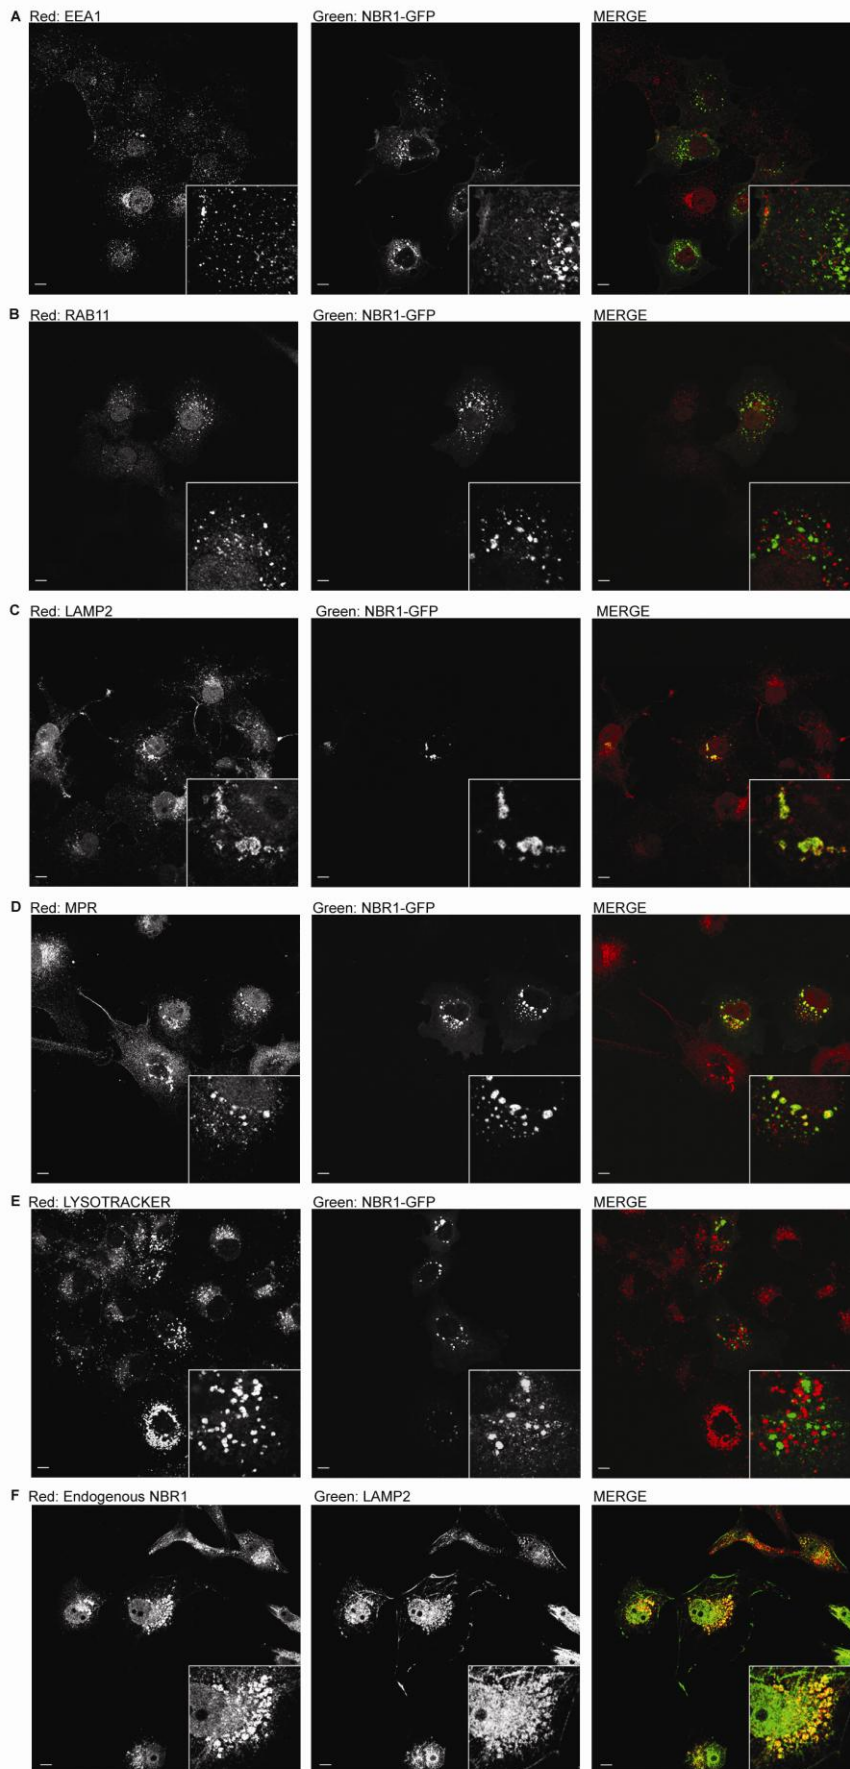 A Red: EEA1 Green: NBR1-GFP MERGE
B Red: RAB11 Green: NBR1-GFP MERGE
C Red: LAMP2 Green: NBR1-GFP MERGE
D Red: MPR Green: NBR1-GFP MERGE
E Red: LYSOTRACKER Green: NBR1-GFP MERGE
F Red: Endogenous NBR1 Green: LAMP2 MERGE